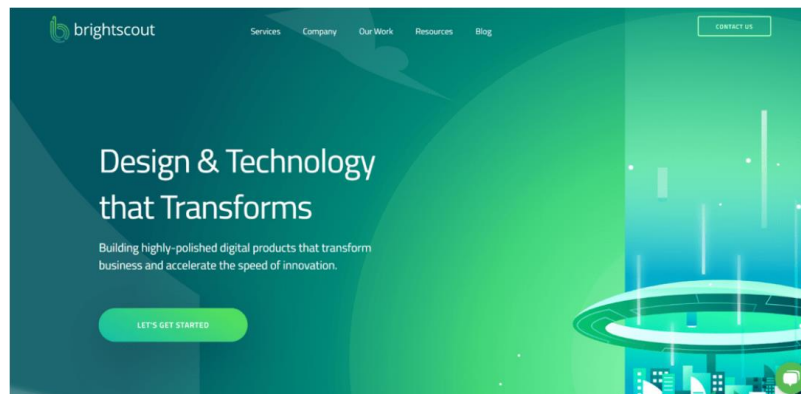 brightscout
Services Company Our Work Resources Blog
CONTACT US
Design & Technology
that Transforms
Building highly-polished digital products that transform
business and accelerate the speed of innovation.
LET'S GET STARTED